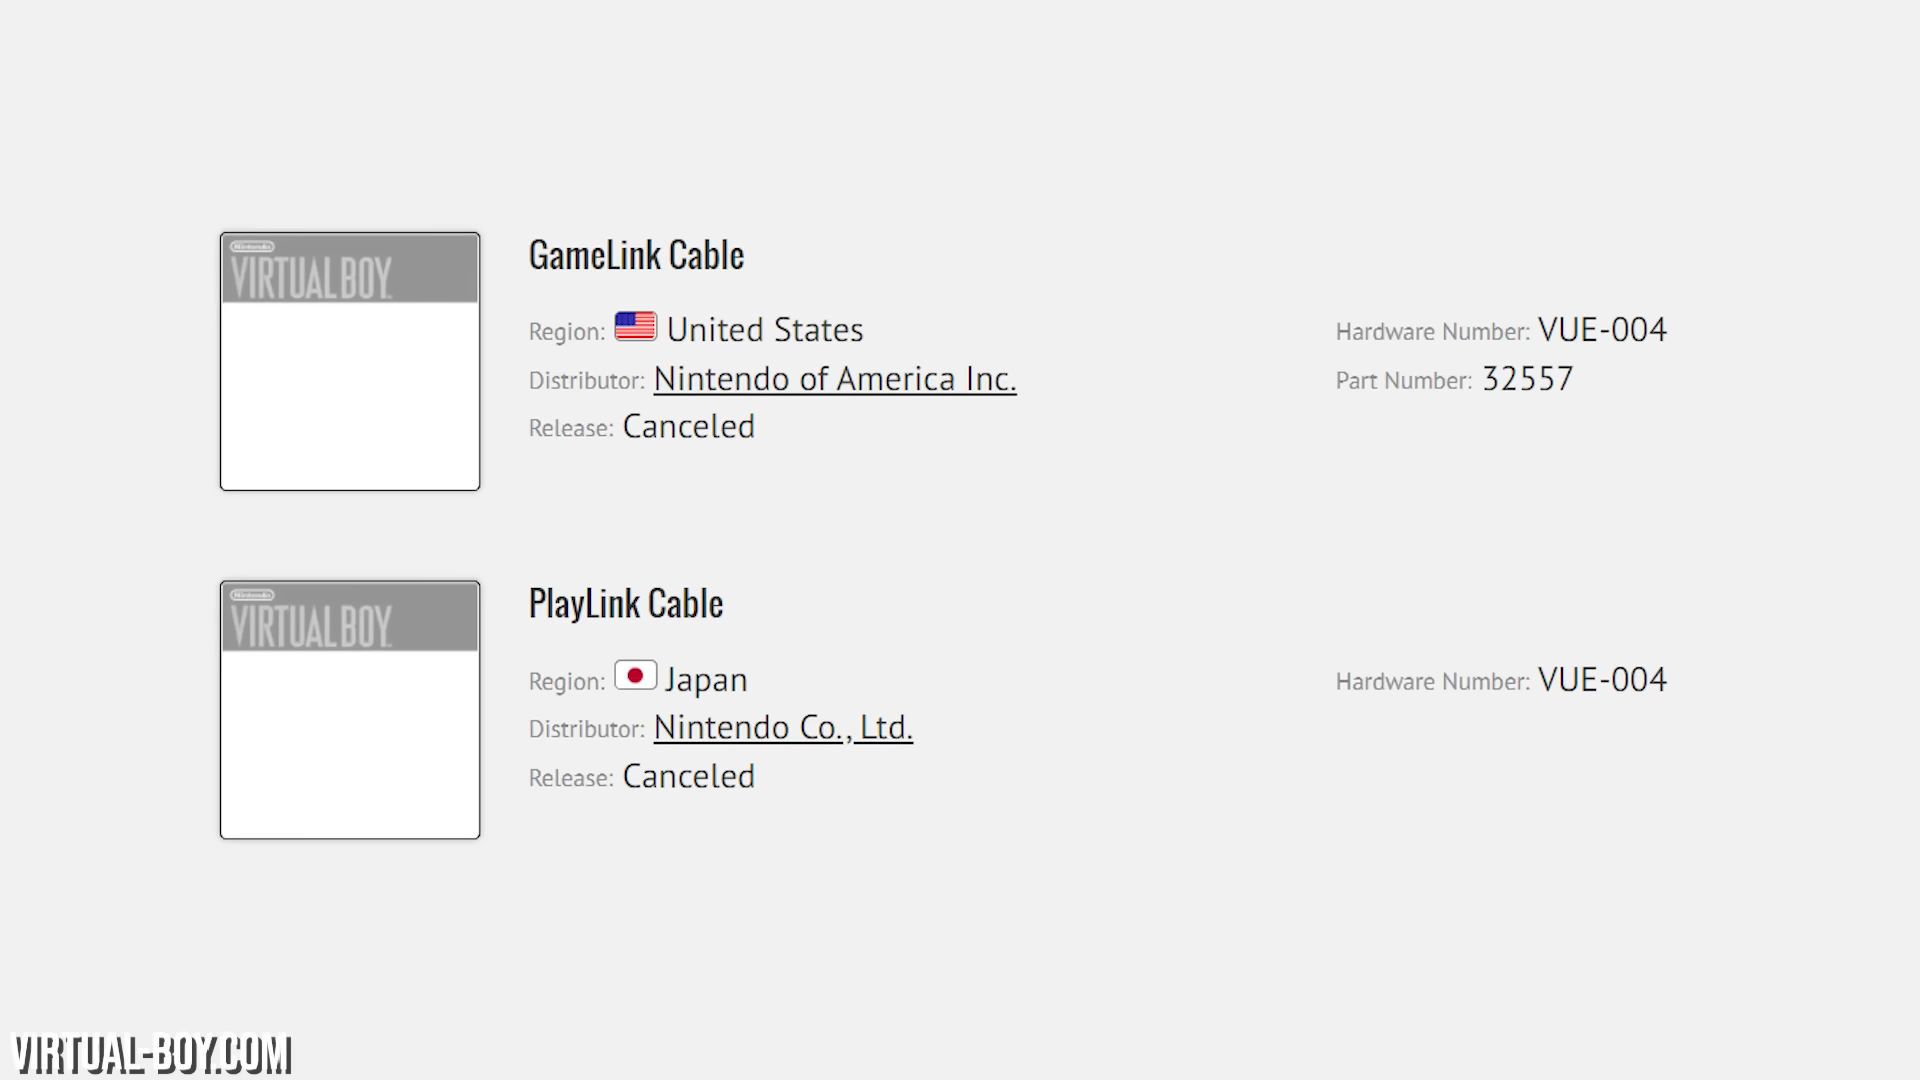 Nintendo
VIRTUAL BOY
GameLink Cable
Region: United States
Hardware Number: VUE-004
Distributor: Nintendo of America Inc.
Part Number: 32557
Release: Canceled
Nintendo
VIRTUAL BOY
PlayLink Cable
Region: Japan
Hardware Number: VUE-004
Distributor: Nintendo Co., Ltd.
Release: Canceled
VIRTUAL-BOY.COM